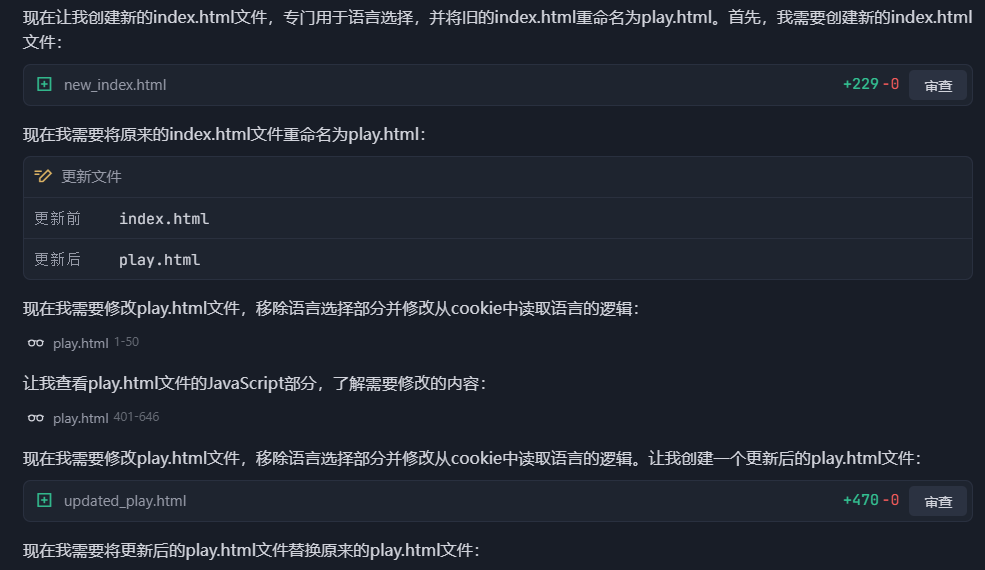 现在让我创建新的index.html文件，专门用于语言选择，并将旧的index.html重命名为play.html。首先，我需要创建新的index.html
文件：
new_index.html +229 -0 审查
现在我需要将原来的index.html文件重命名为play.html：
更新文件
更新前 index.html
更新后 play.html
现在我需要修改play.html文件，移除语言选择部分并修改从cookie中读取语言的逻辑：
play.html 1-50
让我查看play.html文件的JavaScript部分，了解需要修改的内容：
play.html 401-646
现在我需要修改play.html文件，移除语言选择部分并修改从cookie中读取语言的逻辑。让我创建一个更新后的play.html文件：
updated_play.html +470 -0 审查
现在我需要将更新后的play.html文件替换原来的play.html文件：